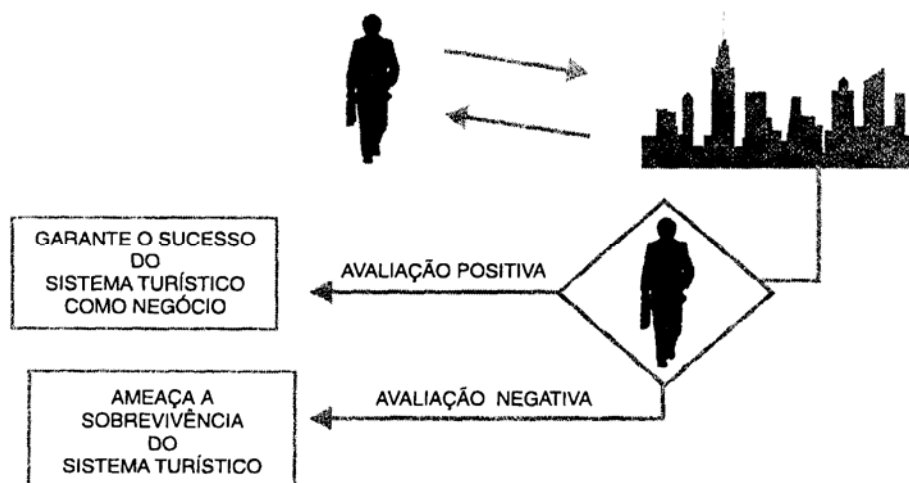 GARANTE O SUCESSO
DO
SISTEMA TURÍSTICO
COMO NEGÓCIO
AVALIAÇÃO POSITIVA
AMEAÇA A
SOBREVIVÊNCIA
DO
SISTEMA TURÍSTICO
AVALIAÇÃO NEGATIVA